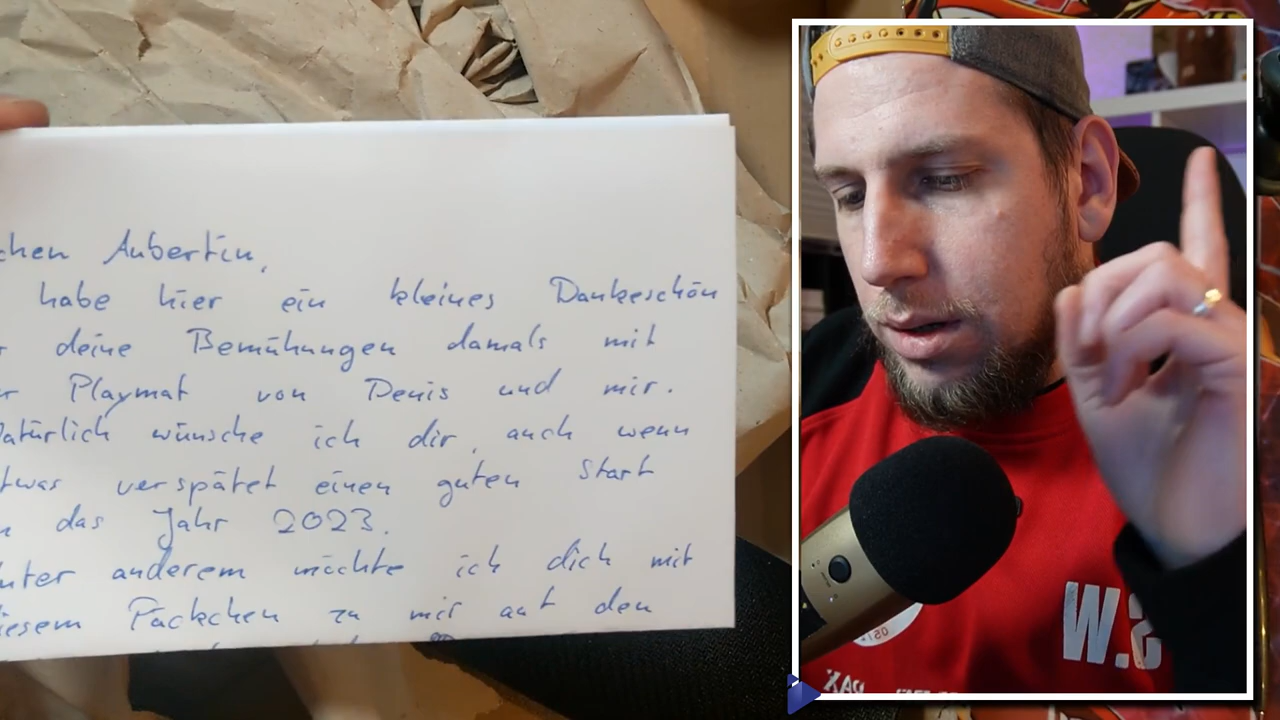 chen Aubertin,
habe hier ein kleines Dankeschön
deine Bemühungen damals mit
Playmat von Denis und mir.
Natürlich wünsche ich dir, auch wenn
twas verspätet einen guten Start
n das Jahr 2023.
nter anderem möchte ich dich mit
iesem Päckchen zu mir auf den
W.S